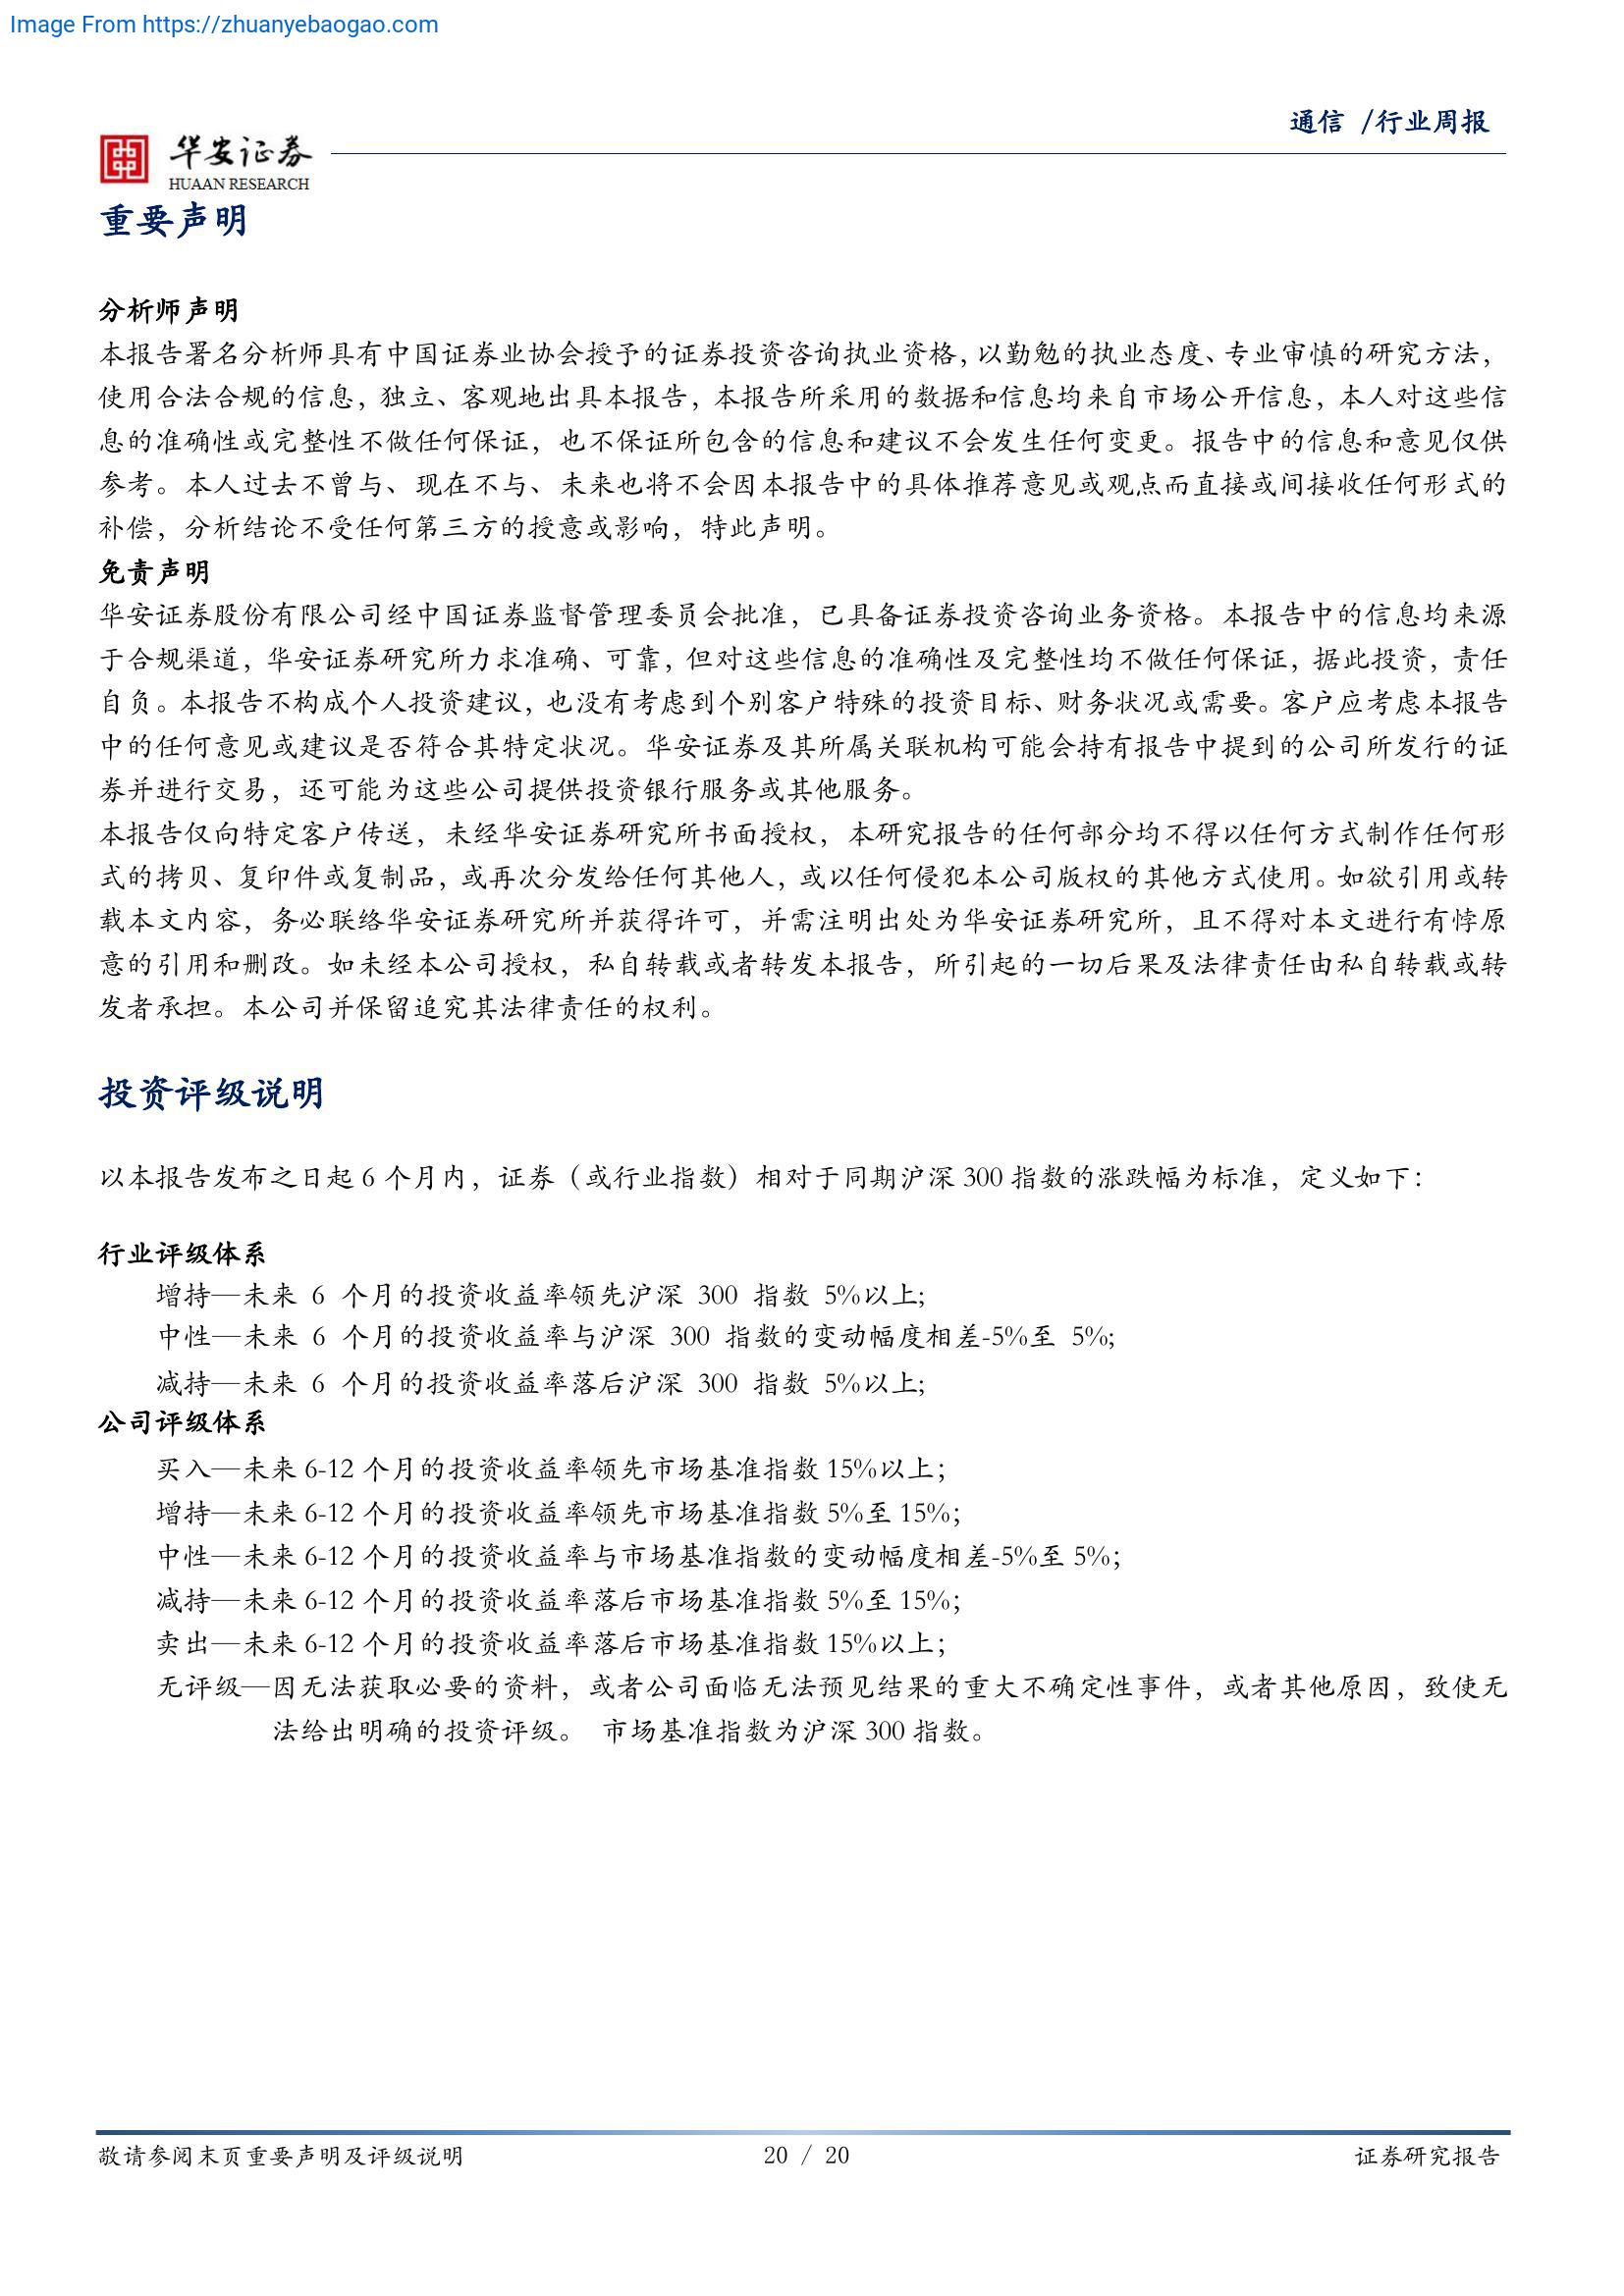 Image From https://zhuanyebaogao.com
通信 /行业周报
华安证券
HUAAN RESEARCH
重要声明
分析师声明
本报告署名分析师具有中国证券业协会授予的证券投资咨询执业资格，以勤勉的执业态度、专业审慎的研究方法，
使用合法合规的信息，独立、客观地出具本报告，本报告所采用的数据和信息均来自市场公开信息，本人对这些信
息的准确性或完整性不做任何保证，也不保证所包含的信息和建议不会发生任何变更。报告中的信息和意见仅供
参考。本人过去不曾与、现在不与、未来也将不会因本报告中的具体推荐意见或观点而直接或间接收任何形式的
补偿，分析结论不受任何第三方的授意或影响，特此声明。
免责声明
华安证券股份有限公司经中国证券监督管理委员会批准，已具备证券投资咨询业务资格。本报告中的信息均来源
于合规渠道，华安证券研究所力求准确、可靠，但对这些信息的准确性及完整性均不做任何保证，据此投资，责任
自负。本报告不构成个人投资建议，也没有考虑到个别客户特殊的投资目标、财务状况或需要。客户应考虑本报告
中的任何意见或建议是否符合其特定状况。华安证券及其所属关联机构可能会持有报告中提到的公司所发行的证
券并进行交易，还可能为这些公司提供投资银行服务或其他服务。
本报告仅向特定客户传送，未经华安证券研究所书面授权，本研究报告的任何部分均不得以任何方式制作任何形
式的拷贝、复印件或复制品，或再次分发给任何其他人，或以任何侵犯本公司版权的其他方式使用。如欲引用或转
载本文内容，务必联络华安证券研究所并获得许可，并需注明出处为华安证券研究所，且不得对本文进行有悖原
意的引用和删改。如未经本公司授权，私自转载或者转发本报告，所引起的一切后果及法律责任由私自转载或转
发者承担。本公司并保留追究其法律责任的权利。
投资评级说明
以本报告发布之日起 6 个月内，证券（或行业指数）相对于同期沪深 300 指数的涨跌幅为标准，定义如下：
行业评级体系
增持—未来 6 个月的投资收益率领先沪深 300 指数 5%以上;
中性—未来 6 个月的投资收益率与沪深 300 指数的变动幅度相差-5%至 5%;
减持—未来 6 个月的投资收益率落后沪深 300 指数 5%以上;
公司评级体系
买入—未来 6-12 个月的投资收益率领先市场基准指数 15%以上；
增持—未来 6-12 个月的投资收益率领先市场基准指数 5%至 15%；
中性—未来 6-12 个月的投资收益率与市场基准指数的变动幅度相差-5%至 5%；
减持—未来 6-12 个月的投资收益率落后市场基准指数 5%至 15%；
卖出—未来 6-12 个月的投资收益率落后市场基准指数 15%以上；
无评级—因无法获取必要的资料，或者公司面临无法预见结果的重大不确定性事件，或者其他原因，致使无
法给出明确的投资评级。 市场基准指数为沪深 300 指数。
敬请参阅末页重要声明及评级说明
20 / 20
证券研究报告